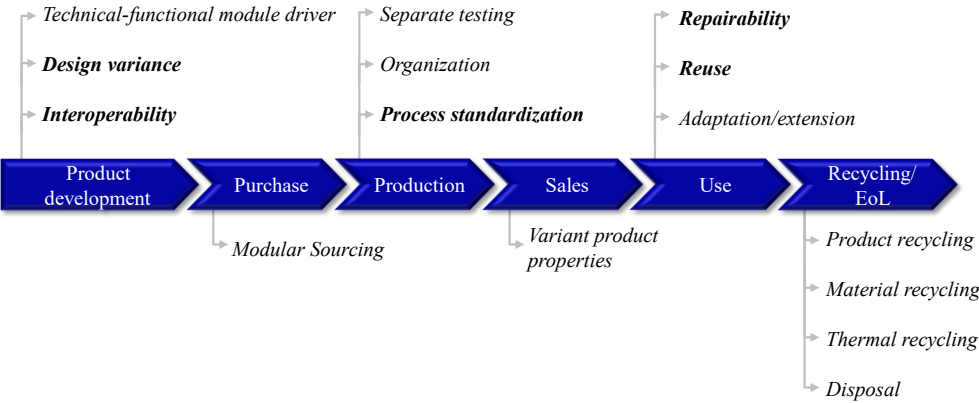 Technical-functional module driver
Design variance
Interoperability
Separate testing
Organization
Process standardization
Repairability
Reuse
Adaptation/extension
Product
development
Purchase
Production
Sales
Use
Recycling/
EoL
Modular Sourcing
Variant product
properties
Product recycling
Material recycling
Thermal recycling
Disposal